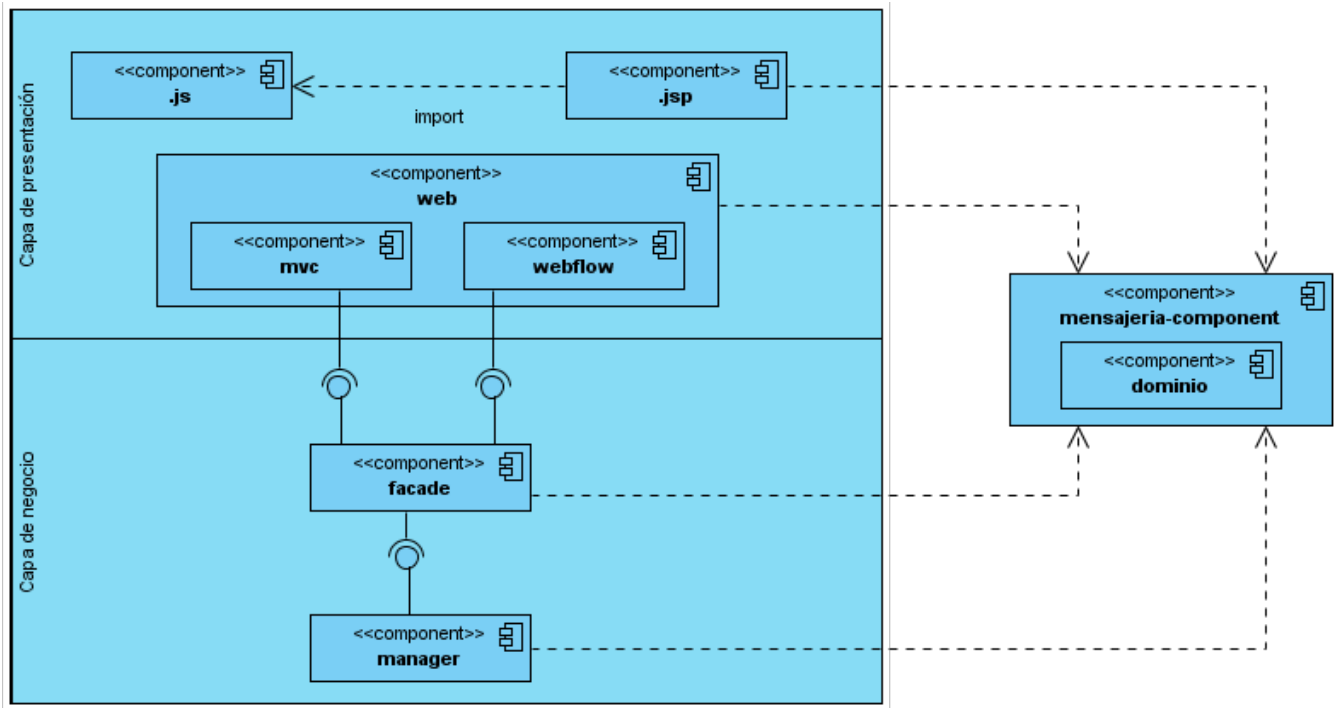 Capa de presentación
<<component>>
.js
<<component>>
.jsp
import
<<component>>
web
<<component>>
mvc
<<component>>
webflow
<<component>>
mensajeria-component
<<component>>
dominio
Capa de negocio
<<component>>
facade
<<component>>
manager